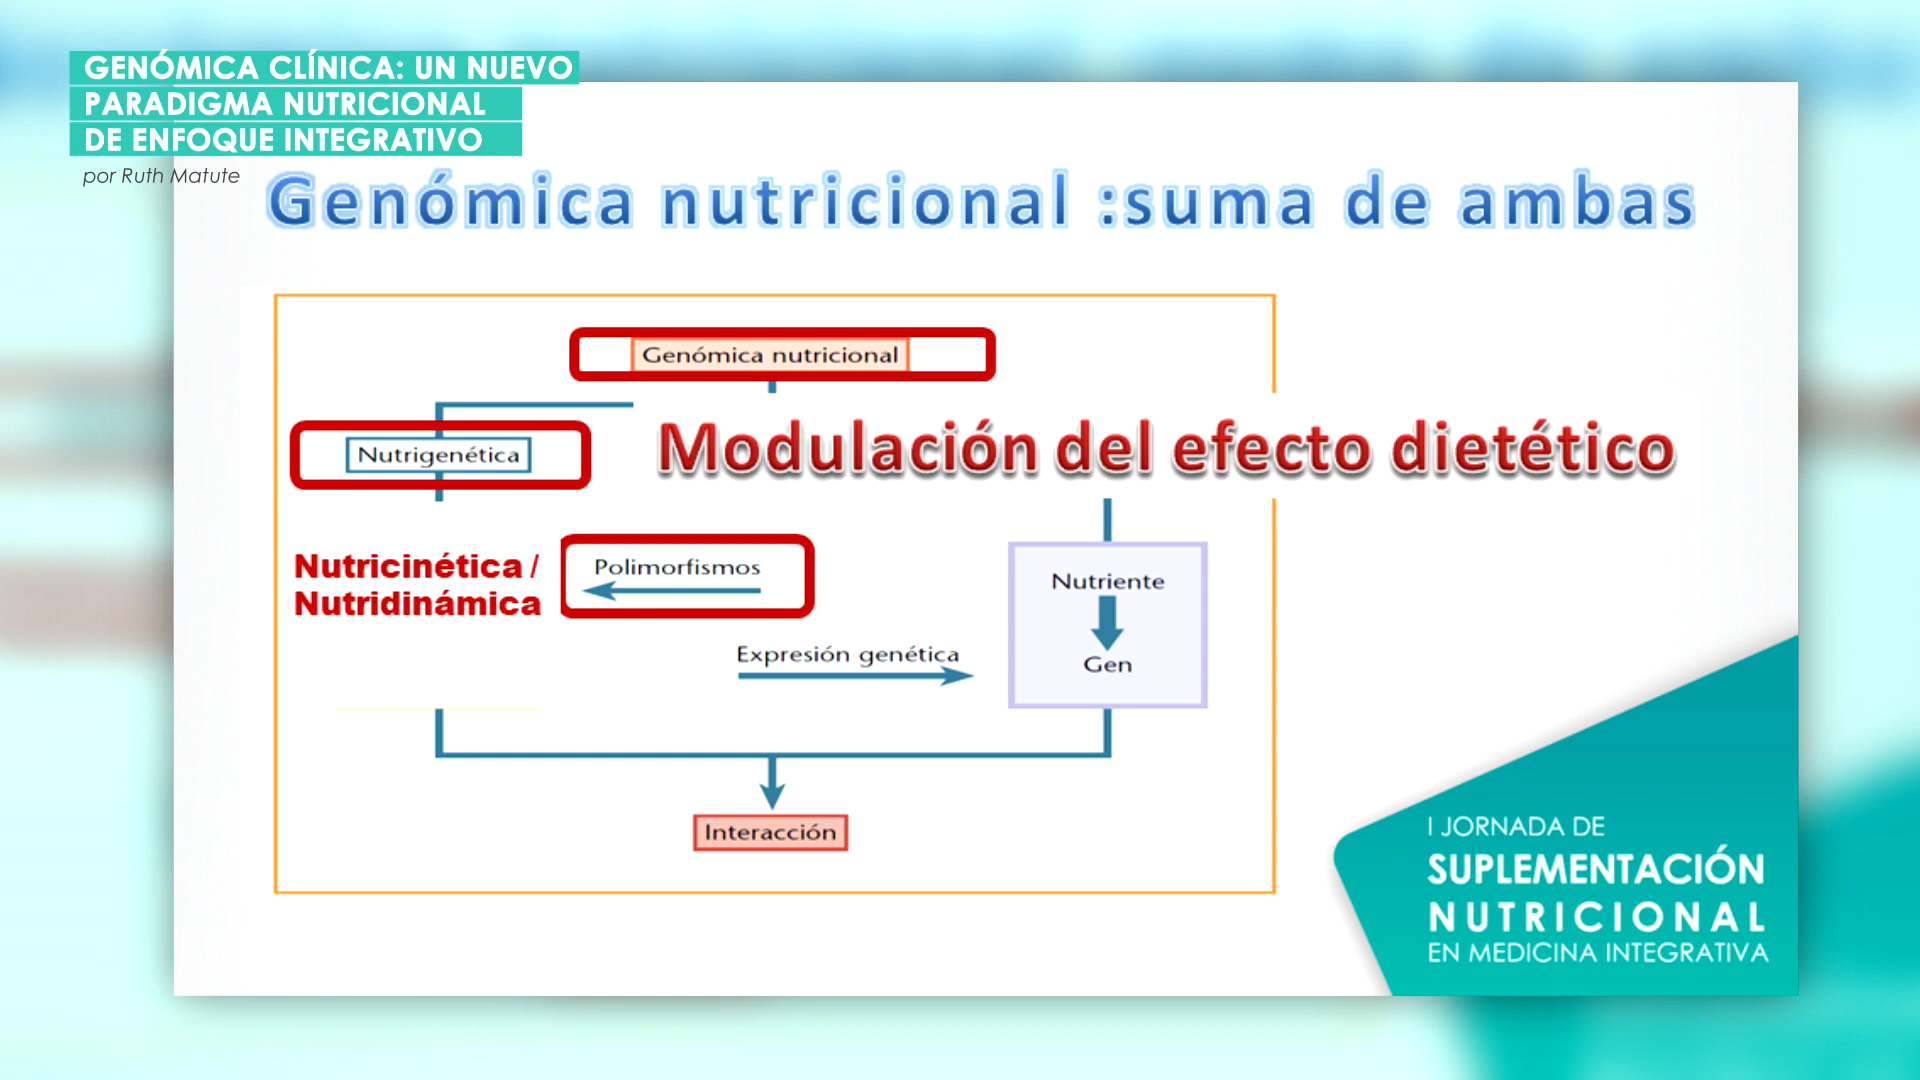 GENÓMICA CLÍNICA: UN NUEVO
PARADIGMA NUTRICIONAL
DE ENFOQUE INTEGRATIVO
por Ruth Matute
Genómica nutricional :suma de ambas
Genómica nutricional
Nutrigenética
Modulación del efecto dietético
Nutricinética /
Nutridinámica
Polimorfismos
Nutriente
Expresión genética
Gen
Interacción
I JORNADA DE
SUPLEMENTACIÓN
NUTRICIONAL
EN MEDICINA INTEGRATIVA